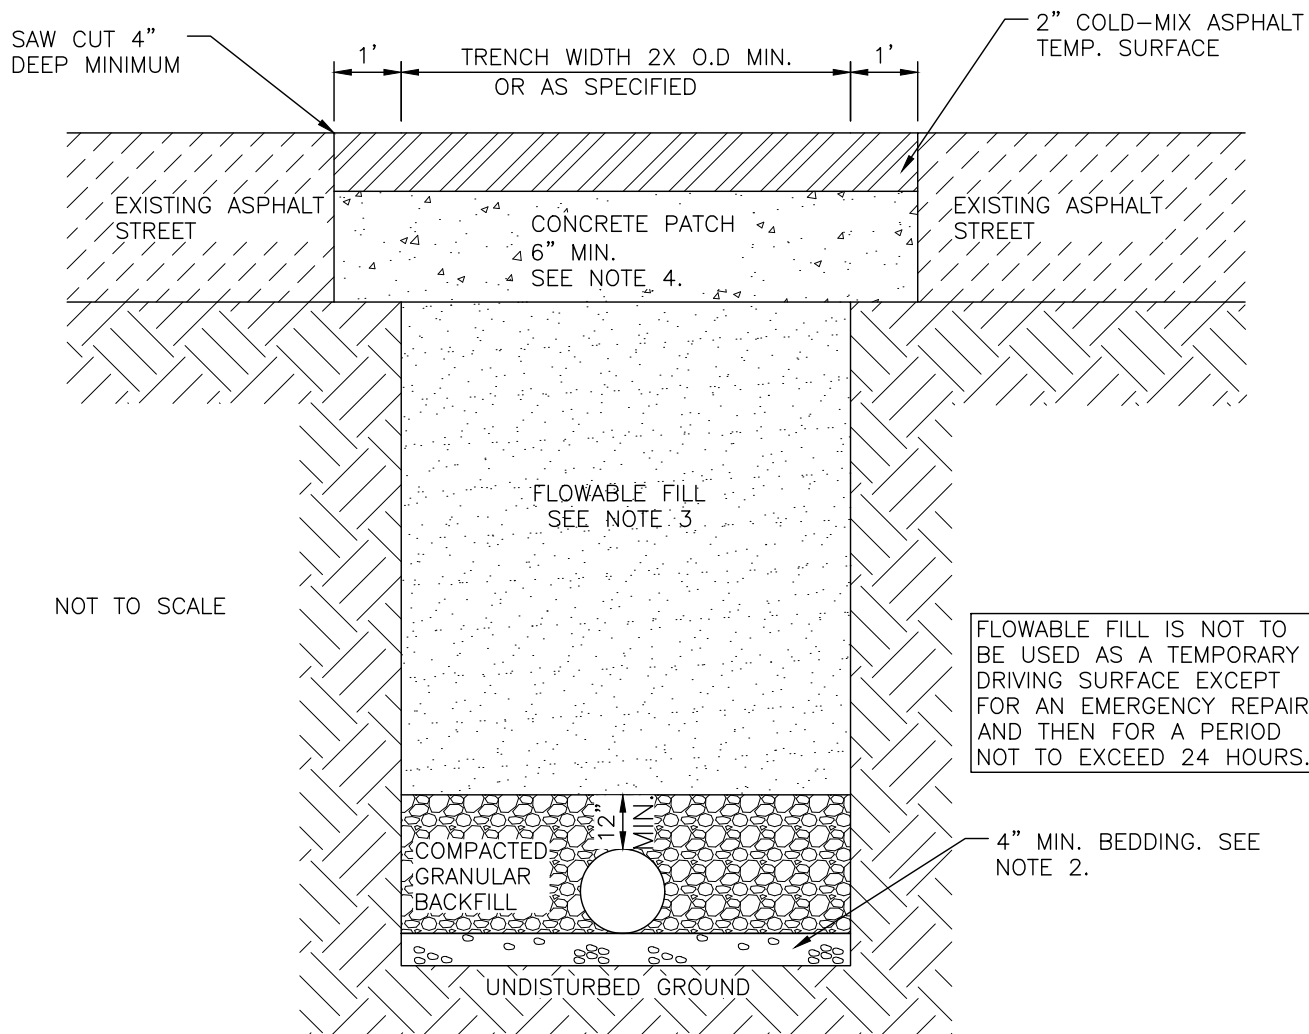 SAW CUT 4"
DEEP MINIMUM
1'
TRENCH WIDTH 2X O.D MIN.
OR AS SPECIFIED
1'
2" COLD-MIX ASPHALT
TEMP. SURFACE
EXISTING ASPHALT
STREET
CONCRETE PATCH
6" MIN.
SEE NOTE 4.
EXISTING ASPHALT
STREET
FLOWABLE FILL
SEE NOTE 3
NOT TO SCALE
FLOWABLE FILL IS NOT TO
BE USED AS A TEMPORARY
DRIVING SURFACE EXCEPT
FOR AN EMERGENCY REPAIR
AND THEN FOR A PERIOD
NOT TO EXCEED 24 HOURS.
12"
MIN.
COMPACTED
GRANULAR
BACKFILL
4" MIN. BEDDING. SEE
NOTE 2.
UNDISTURBED GROUND